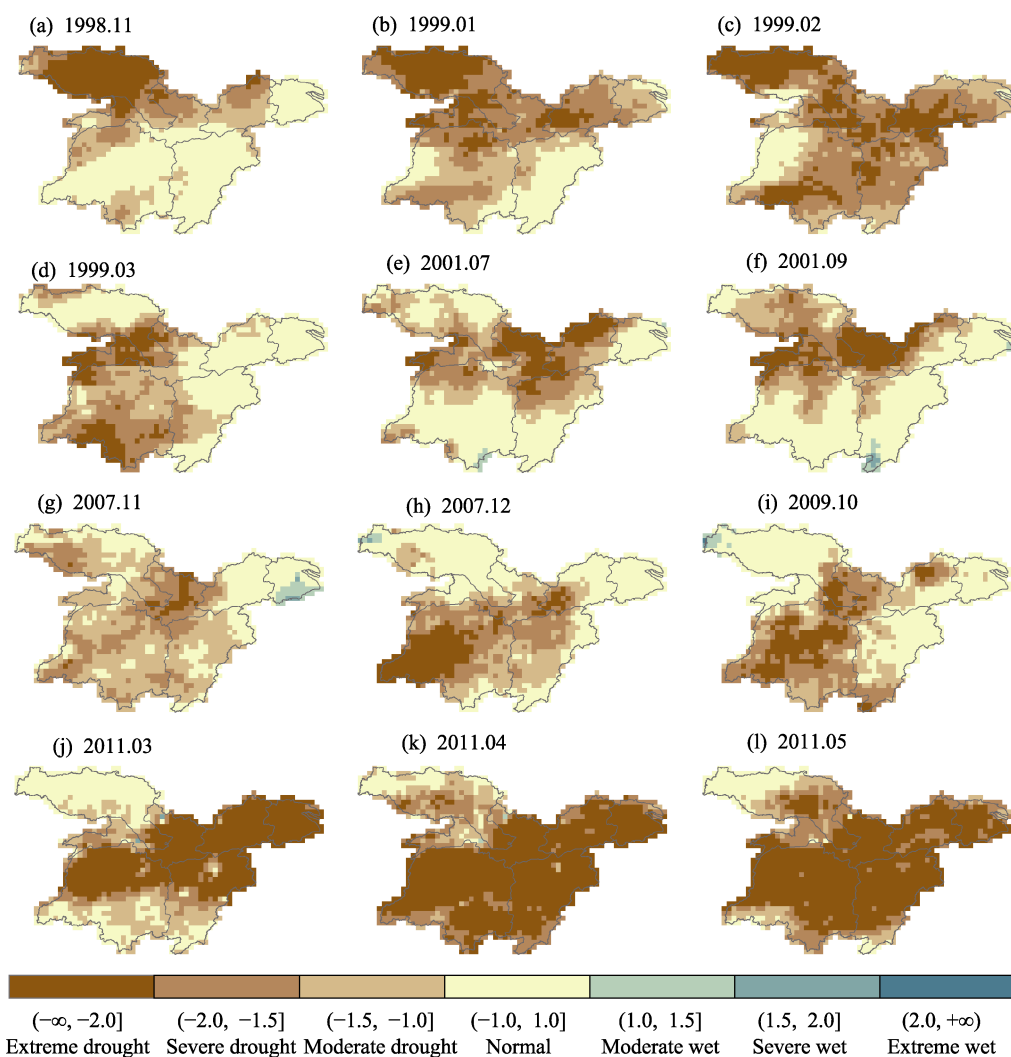 (a) 1998.11
(b) 1999.01
(c) 1999.02
(d) 1999.03
(e) 2001.07
(f) 2001.09
(g) 2007.11
(h) 2007.12
(i) 2009.10
(j) 2011.03
(k) 2011.04
(l) 2011.05
(−∞, −2.0] (−2.0, −1.5] (−1.5, −1.0] (−1.0, 1.0] (1.0, 1.5] (1.5, 2.0] (2.0, +∞)
Extreme drought Severe drought Moderate drought Normal Moderate wet Severe wet Extreme wet